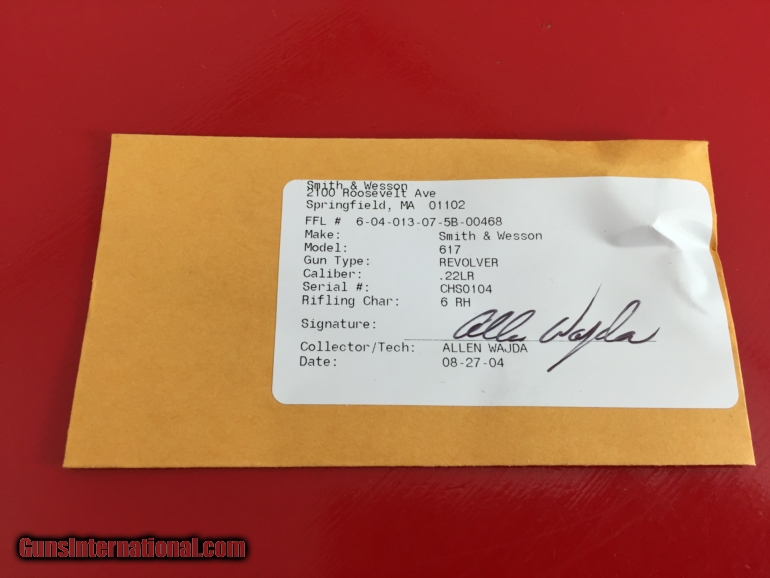 Smith & Wesson
2100 Roosevelt Ave
Springfield, MA 01102
FFL # 6-04-013-07-5B-00468
Make: Smith & Wesson
Model: 617
Gun Type: REVOLVER
Caliber: .22LR
Serial #: CHS0104
Rifling Char: 6 RH
Signature: Allen Wajda
Collector/Tech: ALLEN WAJDA
Date: 08-27-04
GunsInternational.com